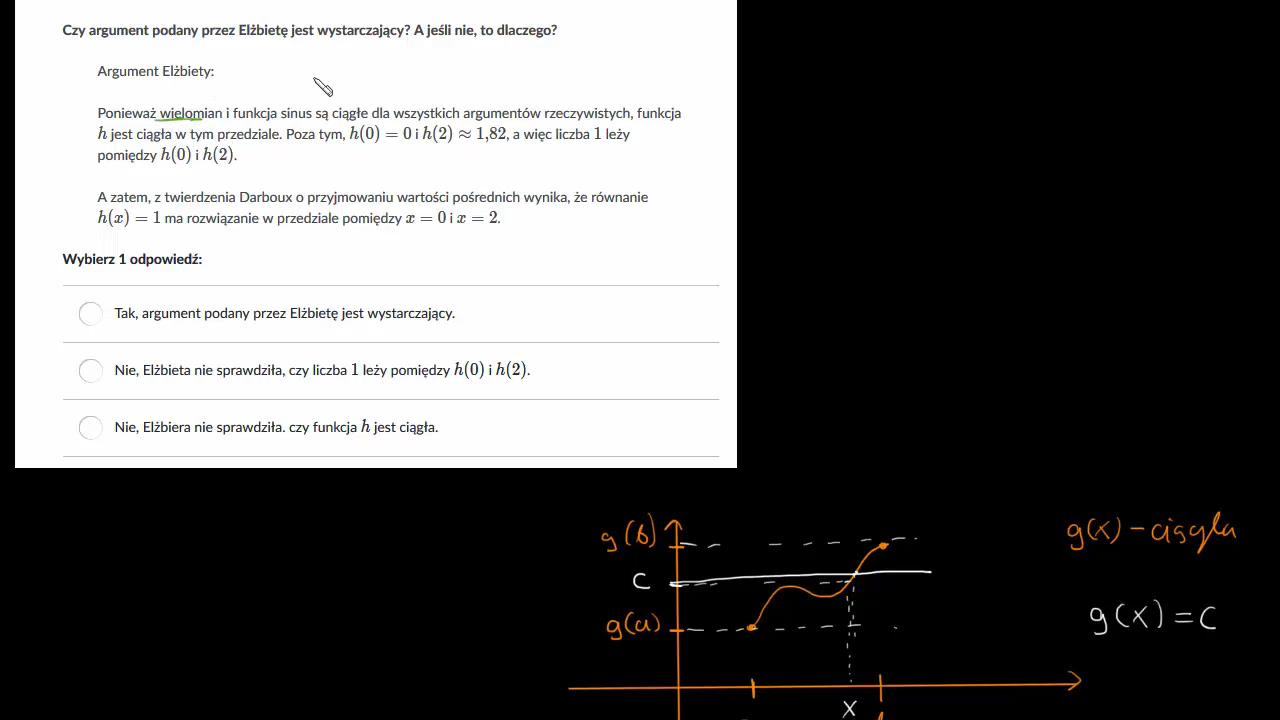 Czy argument podany przez Elżbietę jest wystarczający? A jeśli nie, to dlaczego?
Argument Elżbiety:
Ponieważ wielomian i funkcja sinus są ciągłe dla wszystkich argumentów rzeczywistych, funkcja
h jest ciągła w tym przedziale. Poza tym, h(0) = 0 i h(2) ≈ 1,82, a więc liczba 1 leży
pomiędzy h(0) i h(2).
A zatem, z twierdzenia Darboux o przyjmowaniu wartości pośrednich wynika, że równanie
h(x) = 1 ma rozwiązanie w przedziale pomiędzy x = 0 i x = 2.
Wybierz 1 odpowiedź:
Tak, argument podany przez Elżbietę jest wystarczający.
Nie, Elżbieta nie sprawdziła, czy liczba 1 leży pomiędzy h(0) i h(2).
Nie, Elżbiera nie sprawdziła. czy funkcja h jest ciągła.
g(b)
g(x) – ciągła
c
g(x) = c
g(a)
x